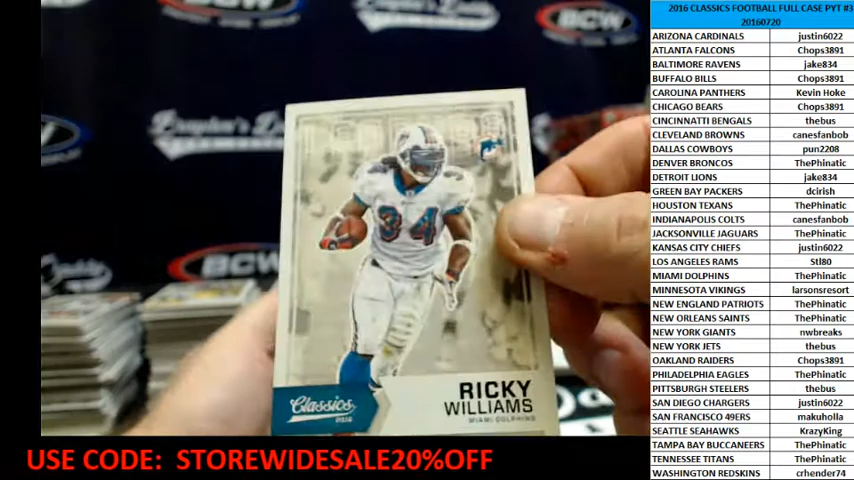 2016 CLASSICS FOOTBALL FULL CASE PYT #3
20160720
ARIZONA CARDINALS justin6022
ATLANTA FALCONS Chops3891
BALTIMORE RAVENS jake834
BUFFALO BILLS Chops3891
CAROLINA PANTHERS Kevin Hoke
CHICAGO BEARS Chops3891
CINCINNATI BENGALS thebus
CLEVELAND BROWNS canesfanbob
DALLAS COWBOYS pun2208
DENVER BRONCOS ThePhinatic
DETROIT LIONS jake834
GREEN BAY PACKERS dcirish
HOUSTON TEXANS ThePhinatic
INDIANAPOLIS COLTS canesfanbob
JACKSONVILLE JAGUARS ThePhinatic
KANSAS CITY CHIEFS justin6022
LOS ANGELES RAMS Stl80
MIAMI DOLPHINS ThePhinatic
MINNESOTA VIKINGS larsonsresort
NEW ENGLAND PATRIOTS ThePhinatic
NEW ORLEANS SAINTS ThePhinatic
NEW YORK GIANTS nwbreaks
NEW YORK JETS thebus
OAKLAND RAIDERS Chops3891
PHILADELPHIA EAGLES ThePhinatic
PITTSBURGH STEELERS thebus
SAN DIEGO CHARGERS justin6022
SAN FRANCISCO 49ERS makuholla
SEATTLE SEAHAWKS KrazyKing
TAMPA BAY BUCCANEERS ThePhinatic
TENNESSEE TITANS ThePhinatic
WASHINGTON REDSKINS crhender74
BCW
BCW
34
Classics
2016
RICKY
WILLIAMS
MIAMI DOLPHINS
USE CODE: STOREWIDESALE20%OFF